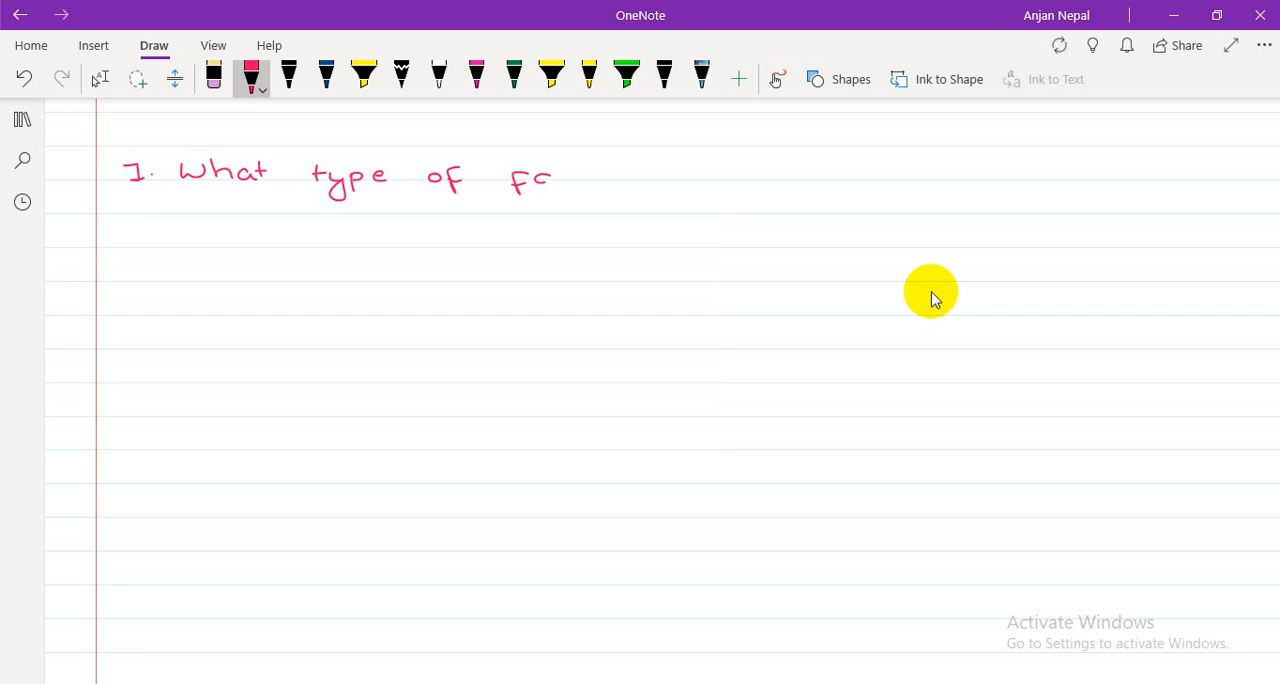 OneNote
Anjan Nepal
Home Insert Draw View Help
Share
Shapes
Ink to Shape
Ink to Text
1. What type of fo
Activate Windows
Go to Settings to activate Windows.